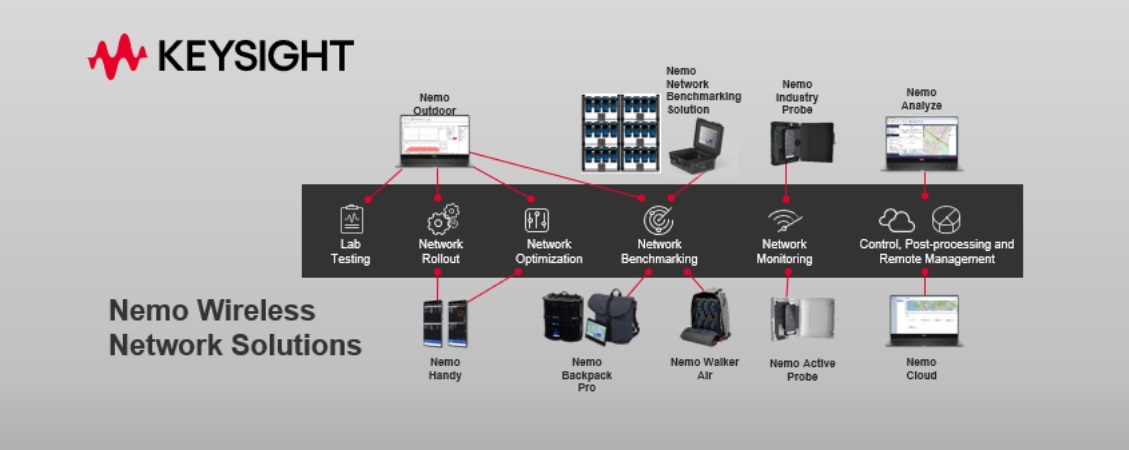 KEYSIGHT
Nemo
Outdoor
Nemo
Network
Benchmarking
Solution
Nemo
Industry
Probe
Nemo
Analyze
Lab
Testing
Network
Rollout
Network
Optimization
Network
Benchmarking
Network
Monitoring
Control, Post-processing and
Remote Management
Nemo Wireless
Network Solutions
Nemo
Handy
Nemo
Backpack
Pro
Nemo Walker
Air
Nemo Active
Probe
Nemo
Cloud